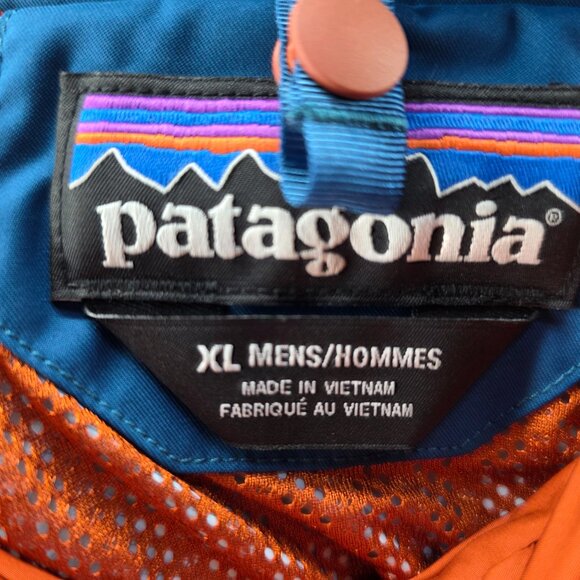 patagonia®
XL MENS/HOMMES
MADE IN VIETNAM
FABRIQUÉ AU VIETNAM